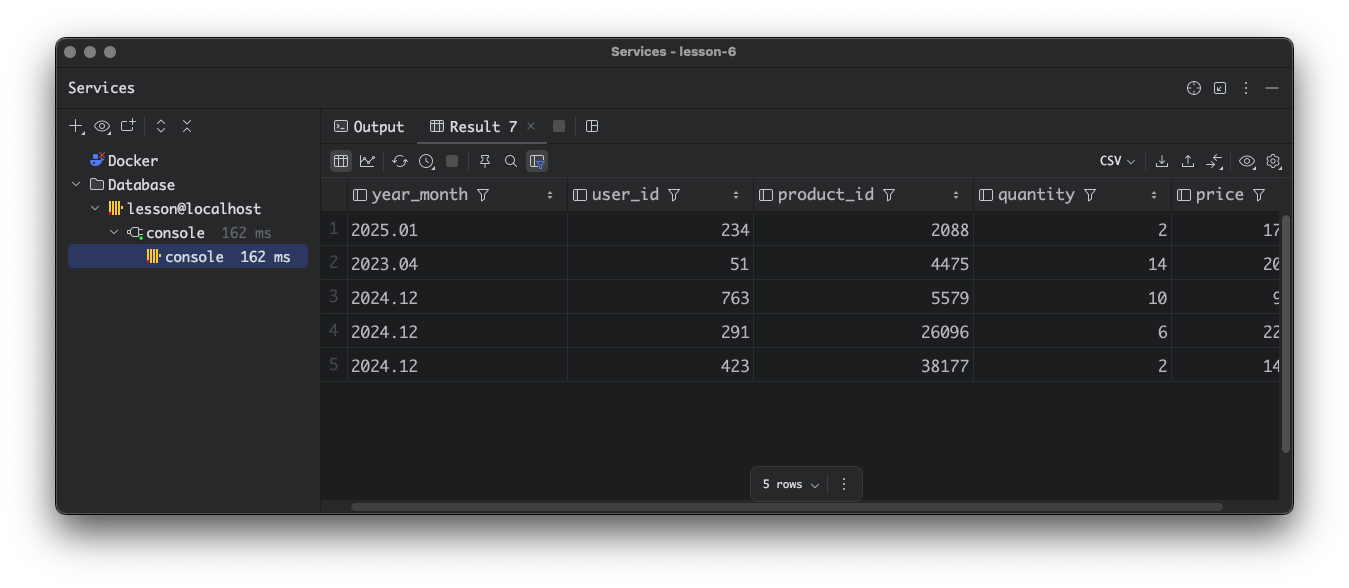 Services - lesson-6
Services
Output Result 7
Docker
Database
lesson@localhost
console 162 ms
console 162 ms
CSV
year_month user_id product_id quantity price
1 2025.01 234 2088 2 17
2 2023.04 51 4475 14 20
3 2024.12 763 5579 10 9
4 2024.12 291 26096 6 22
5 2024.12 423 38177 2 14
5 rows